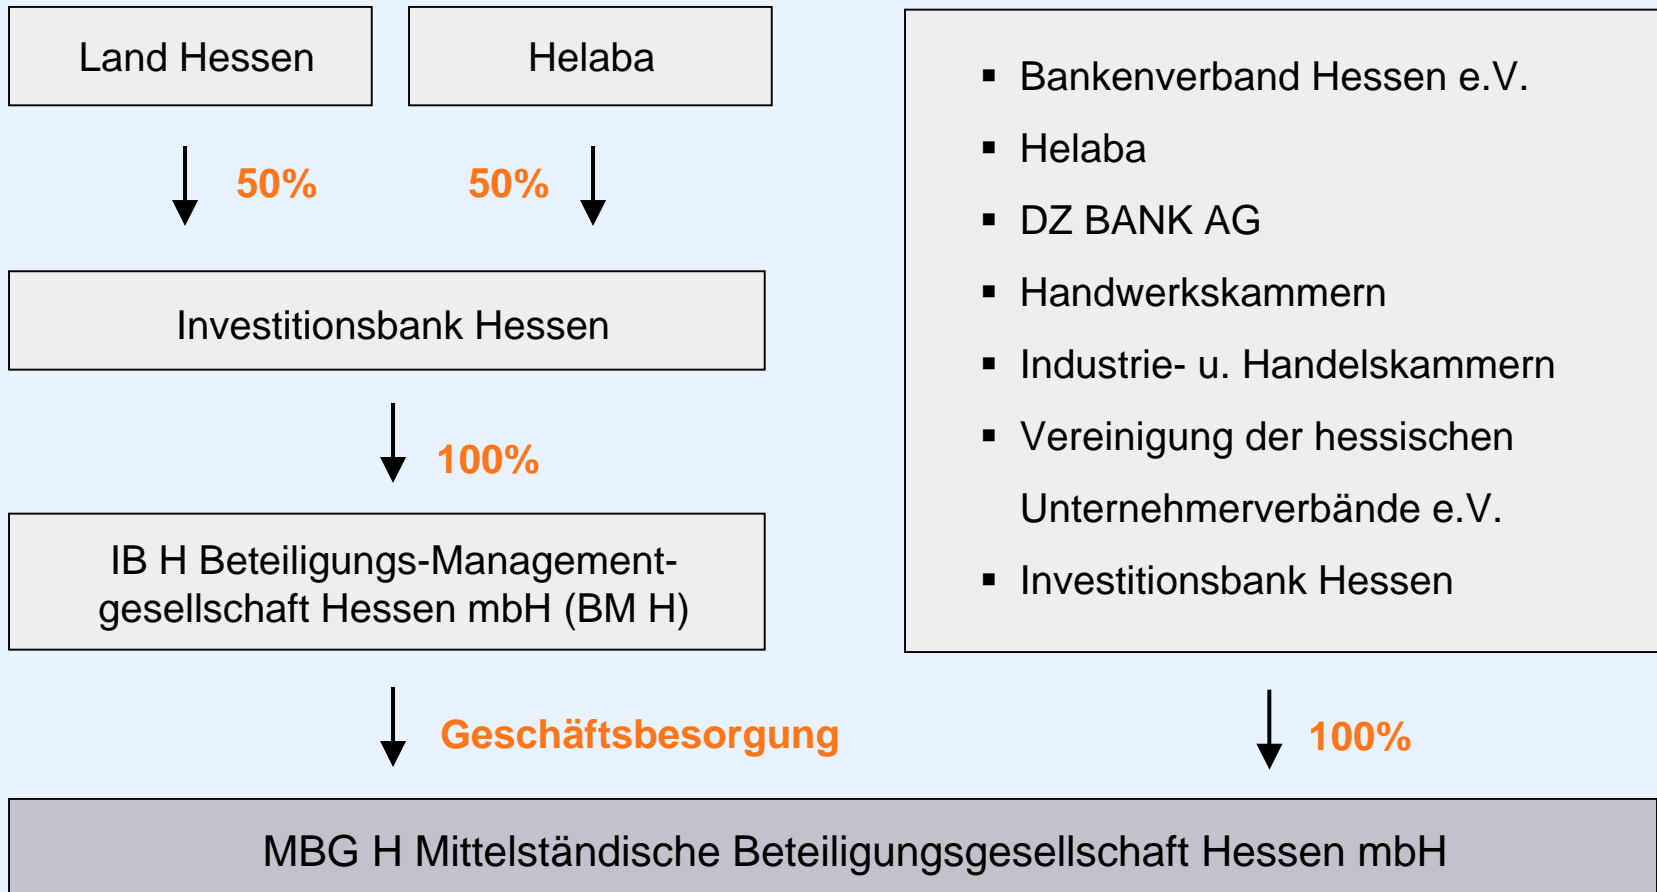 Land Hessen
Helaba
50%
50%
Investitionsbank Hessen
100%
IB H Beteiligungs-Management-
gesellschaft Hessen mbH (BM H)
Geschäftsbesorgung
▪ Bankenverband Hessen e.V.
▪ Helaba
▪ DZ BANK AG
▪ Handwerkskammern
▪ Industrie- u. Handelskammern
▪ Vereinigung der hessischen
Unternehmerverbände e.V.
▪ Investitionsbank Hessen
100%
MBG H Mittelständische Beteiligungsgesellschaft Hessen mbH